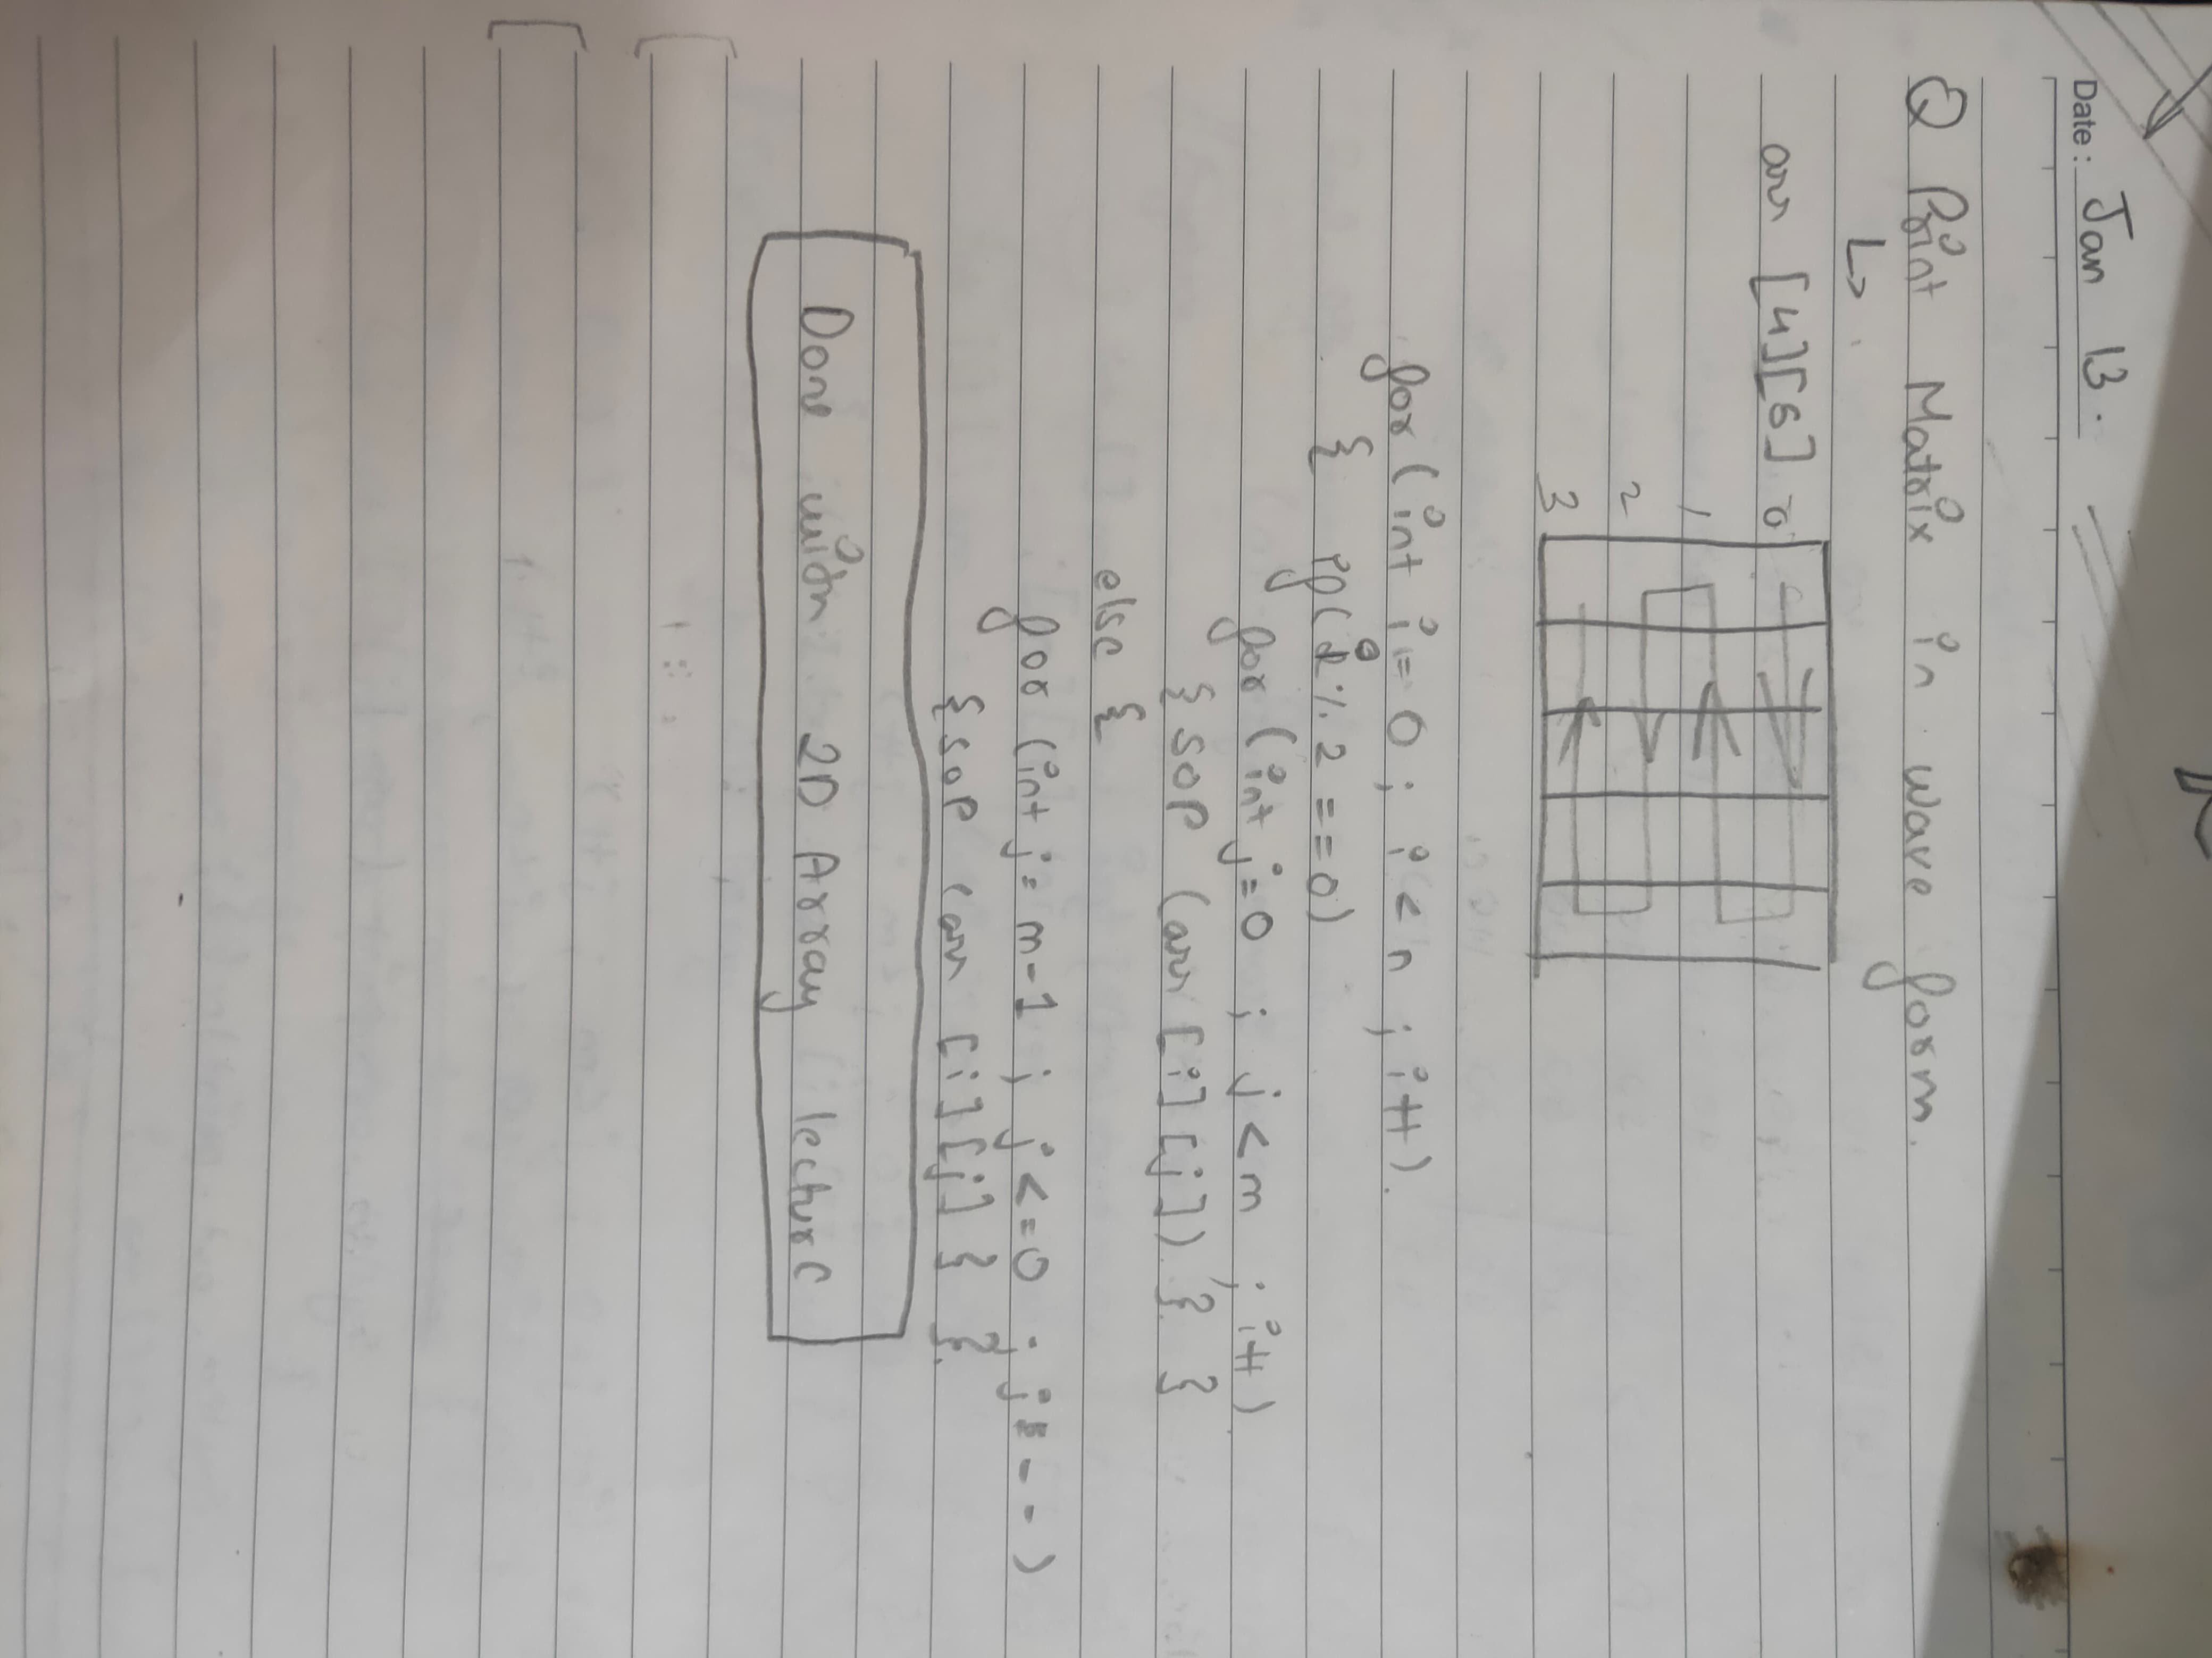 Date: Jan 13.
Q Print Matrix in wave form.
↳
arr [4][6] 0
1
2
3
for (int i=0; i<n; i++).
{ if(i%2==0)
for (int j=0; j<m; i++)
{ sop (arr [i][j]). } }
else {
for (int j=m-1; j<=0; j--)
{sop (arr [i][j] } }.
Done with 2D Array lecture